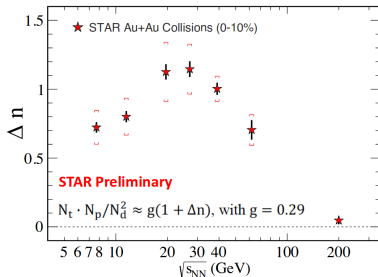 1.5
STAR Au+Au Collisions (0-10%)
1
Δ n
0.5
STAR Preliminary
N_t · N_p/N_d^2 ≈ g(1 + Δn), with g = 0.29
0
5 6 7 8 10 20 30 40 100 200
√s_NN (GeV)